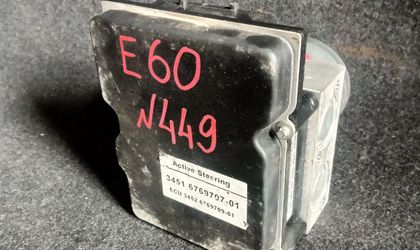 E60
N449
Active Steering
3451 6769707-01
ECU 3452 6769709-01